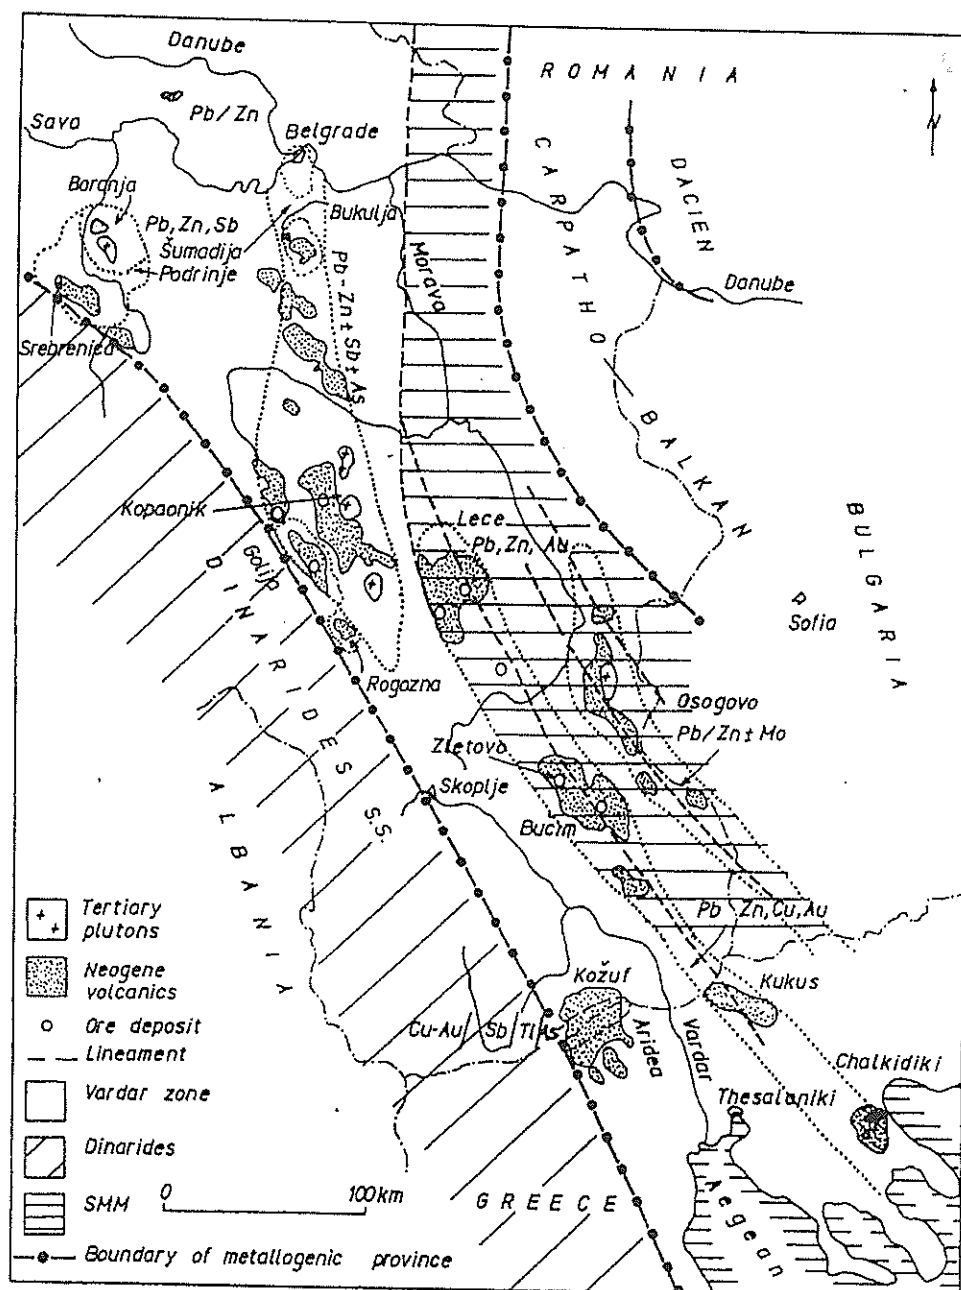 Danube
ROMANIA
Pb/Zn
N
Sava
Belgrade
CARPATHO BALKAN
DACIEN
Boranja
Bukulja
Pb, Zn, Sb
Šumadija
Podrinje
Morava
Danube
Pb-Zn±Sb±As
Srebrenica
Kopaonik
Lece
Pb, Zn, Au
BULGARIA
Golija
DINARIDES S.S.
Sofia
Rogozna
Osogovo
Pb/Zn±Mo
Zletovo
ALBANIA
Skoplje
Bucim
Tertiary
plutons
Pb Zn,Cu,Au
Neogene
volcanics
Kožuf
Kukus
Ore deposit
Cu-Au/ Sb/Tl/As
Aridea
Vardar
Lineament
Chalkidiki
Vardar zone
Thesaloniki
Dinarides
0 100km
SMM
GREECE
Aegean
Boundary of metallogenic province